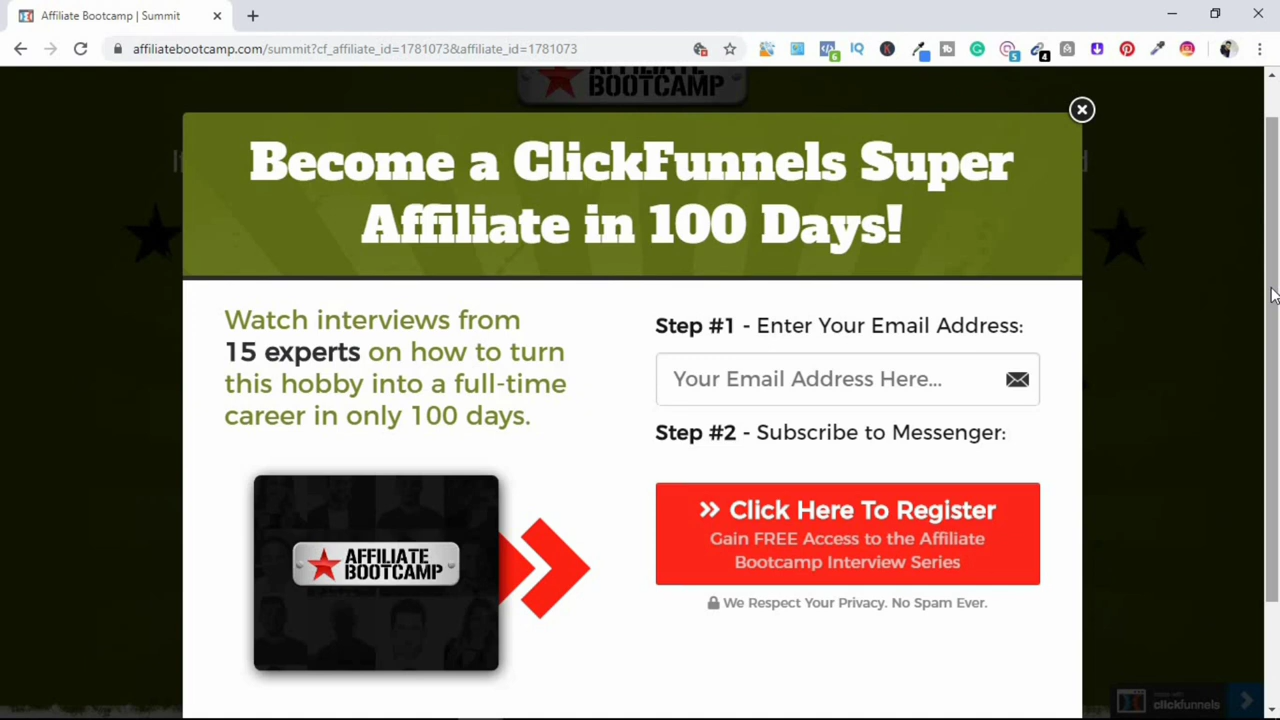 Affiliate Bootcamp | Summit
affiliatebootcamp.com/summit?cf_affiliate_id=1781073&affiliate_id=1781073
BOOTCAMP
Become a ClickFunnels Super
Affiliate in 100 Days!
Watch interviews from
15 experts on how to turn
this hobby into a full-time
career in only 100 days.
AFFILIATE
BOOTCAMP
Step #1 - Enter Your Email Address:
Your Email Address Here...
Step #2 - Subscribe to Messenger:
Click Here To Register
Gain FREE Access to the Affiliate
Bootcamp Interview Series
We Respect Your Privacy. No Spam Ever.
clickfunnels